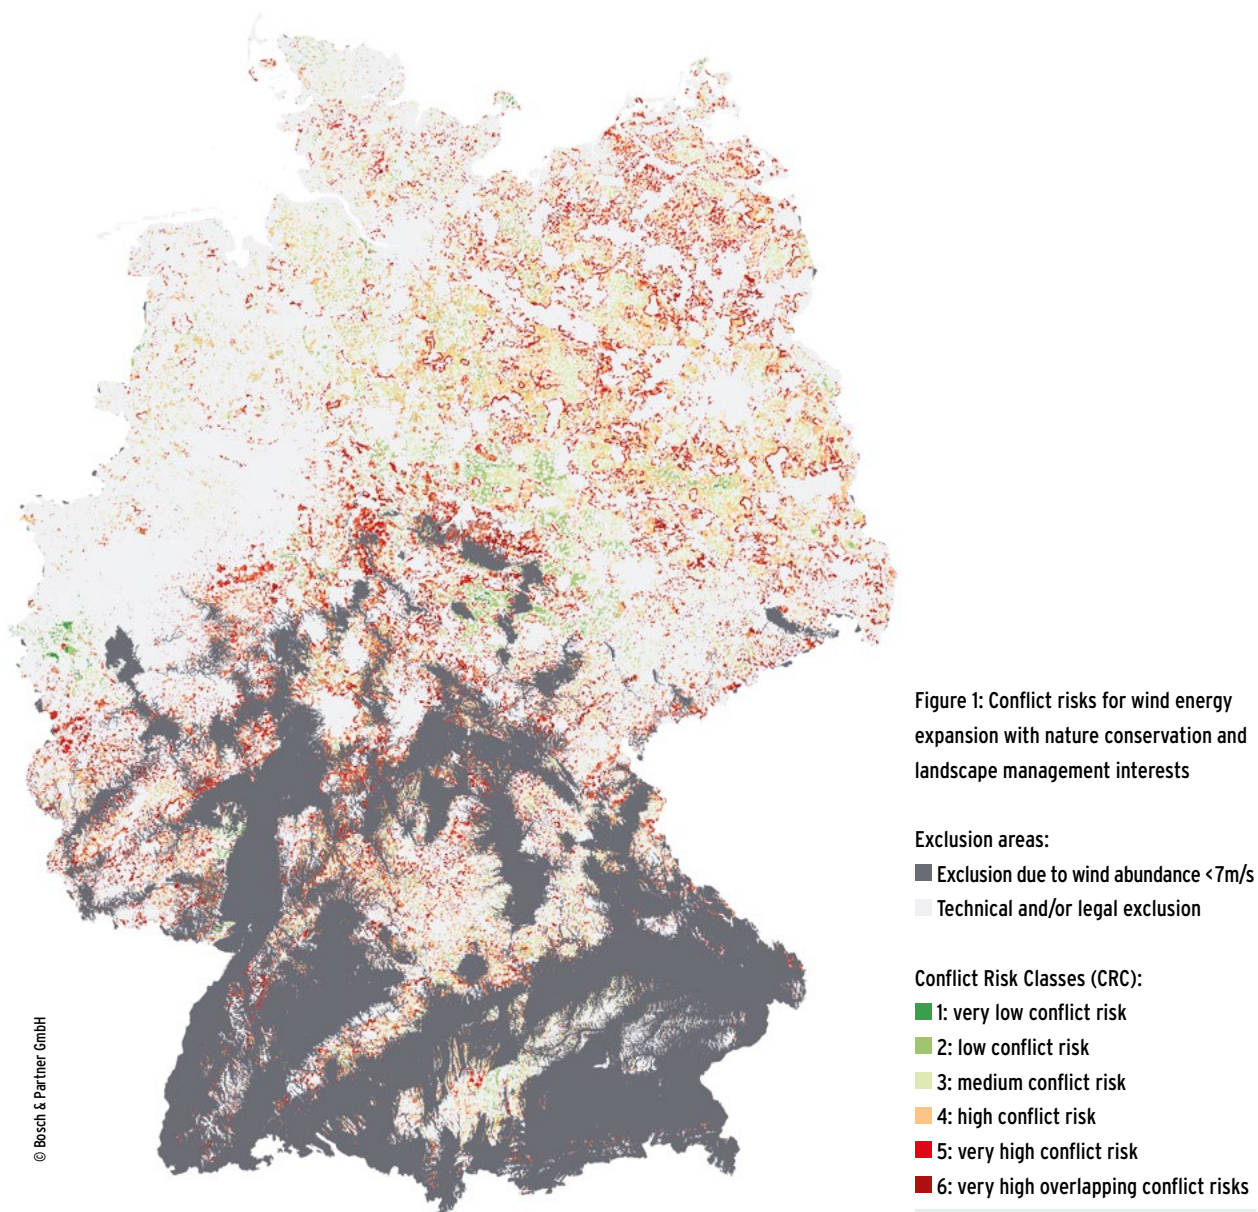 Figure 1: Conflict risks for wind energy
expansion with nature conservation and
landscape management interests
Exclusion areas:
Exclusion due to wind abundance <7m/s
Technical and/or legal exclusion
Conflict Risk Classes (CRC):
1: very low conflict risk
2: low conflict risk
3: medium conflict risk
4: high conflict risk
5: very high conflict risk
6: very high overlapping conflict risks
© Bosch & Partner GmbH